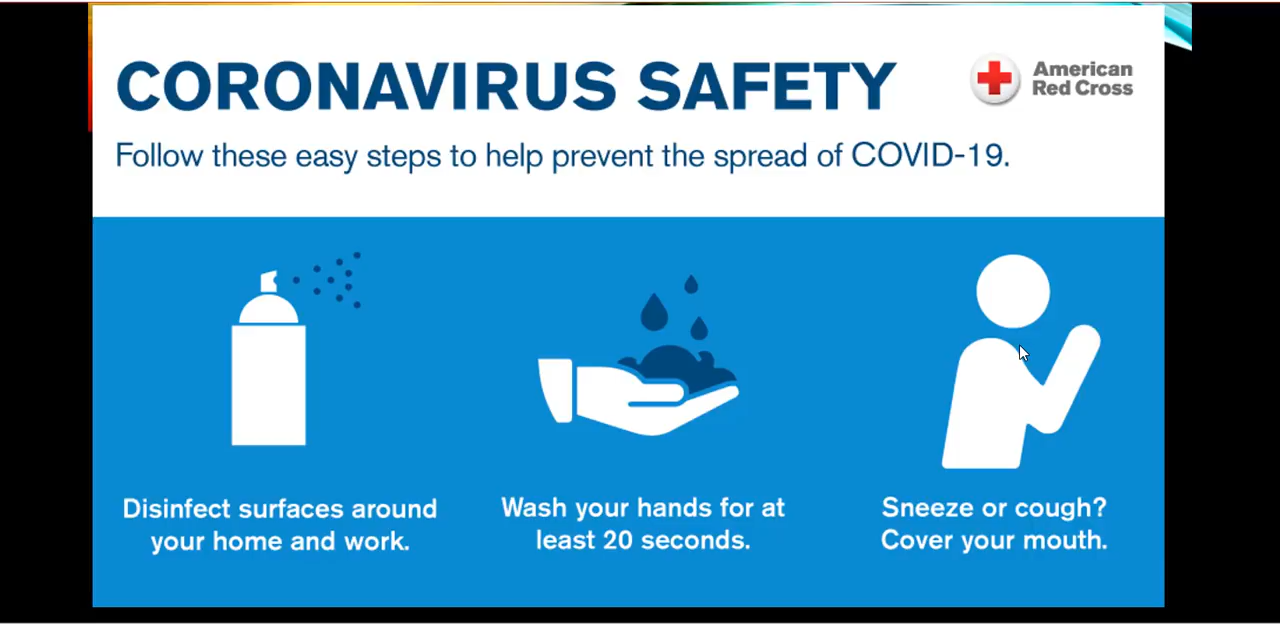 CORONAVIRUS SAFETY
American
Red Cross
Follow these easy steps to help prevent the spread of COVID-19.
Disinfect surfaces around
your home and work.
Wash your hands for at
least 20 seconds.
Sneeze or cough?
Cover your mouth.